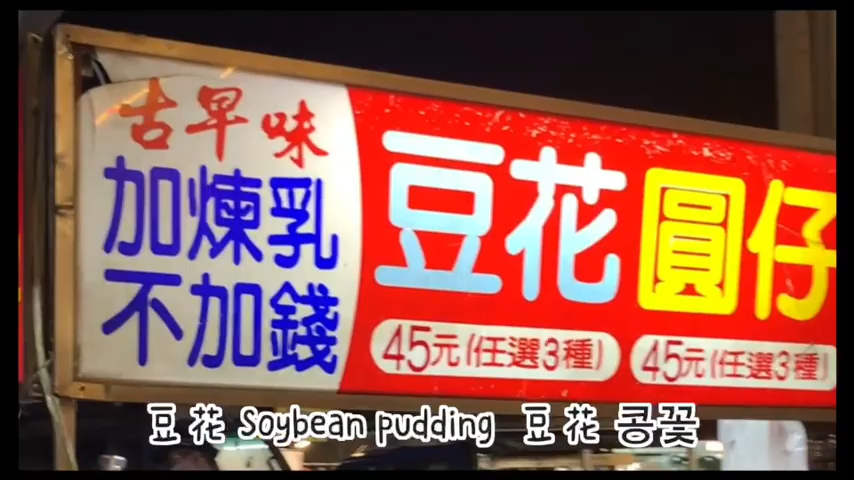 古早味
加煉乳
不加錢
豆花 圓仔
45元(任選3種) 45元(任選3種)
豆花 Soybean pudding 豆花 콩꽃